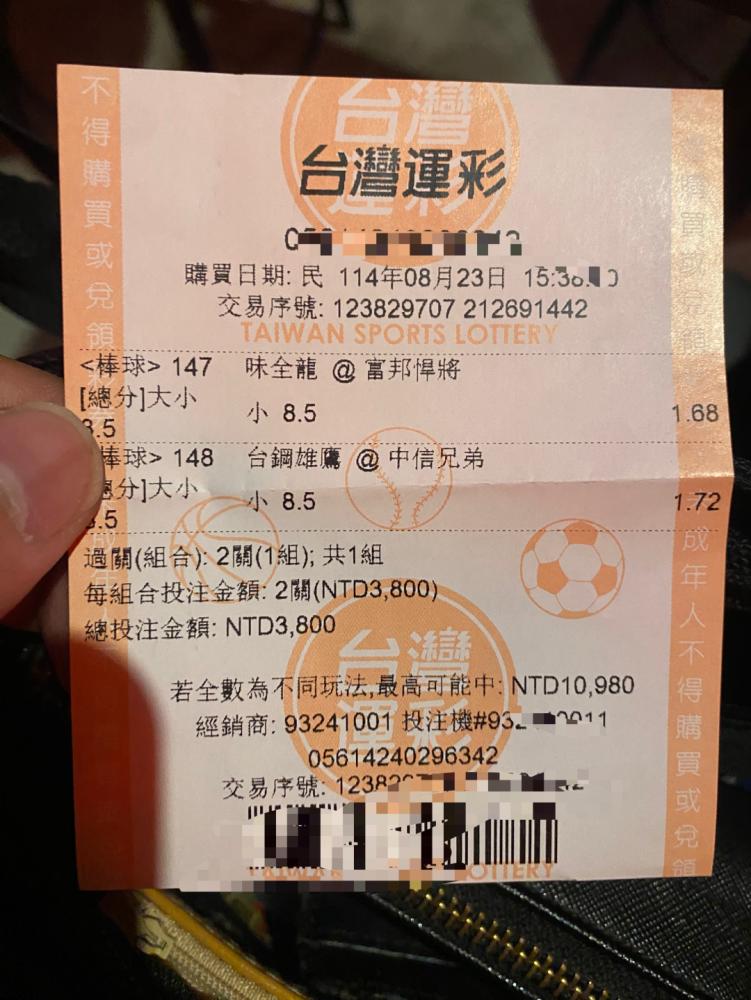 台灣
台灣運彩
購買日期: 民 114年08月23日
交易序號: 123829707 212691442
TAIWAN SPORTS LOTTERY
<棒球> 147 味全龍 @ 富邦悍將
[總分]大小
小 8.5 1.68
棒球> 148 台鋼雄鷹 @ 中信兄弟
分]大小
小 8.5 1.72
過關(組合): 2關(1組); 共1組
每組合投注金額: 2關(NTD3,800)
總投注金額: NTD3,800
台灣
若全數為不同玩法,最高可能中: NTD10,980
經銷商: 93241001 投注機
05614240296342
交易序號:
不得購買或兌領
購買或兌領
成年人不得購買或兌領